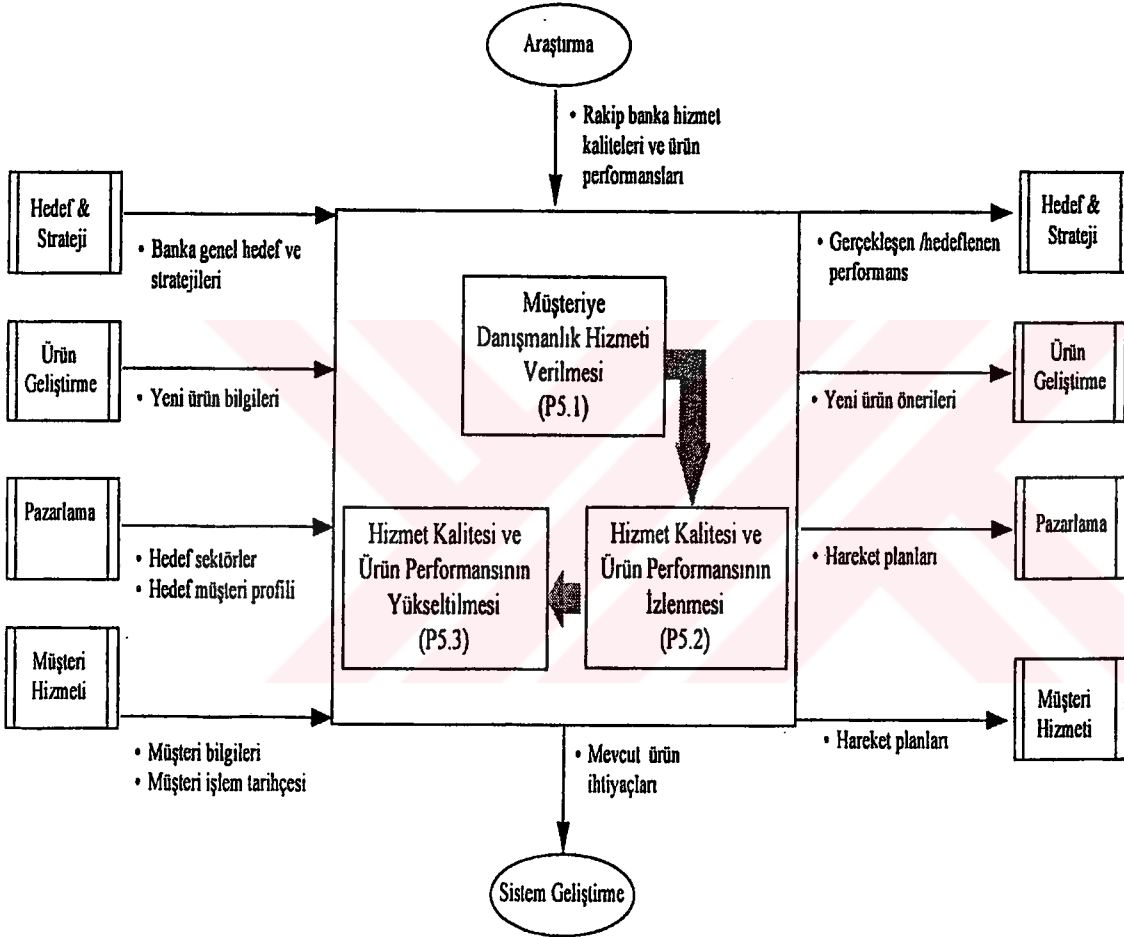 Araştırma
• Rakip banka hizmet
kaliteleri ve ürün
performansları
Hedef &
Strateji
• Banka genel hedef ve
stratejileri
Ürün
Geliştirme
• Yeni ürün bilgileri
Pazarlama
• Hedef sektörler
• Hedef müşteri profili
Müşteri
Hizmeti
• Müşteri bilgileri
• Müşteri işlem tarihçesi
Müşteriye
Danışmanlık Hizmeti
Verilmesi
(P5.1)
Hizmet Kalitesi ve
Ürün Performansının
Yükseltilmesi
(P5.3)
Hizmet Kalitesi ve
Ürün Performansının
İzlenmesi
(P5.2)
Hedef &
Strateji
• Gerçekleşen /hedeflenen
performans
Ürün
Geliştirme
• Yeni ürün önerileri
Pazarlama
• Hareket planları
Müşteri
Hizmeti
• Hareket planları
• Mevcut ürün
ihtiyaçları
Sistem Geliştirme